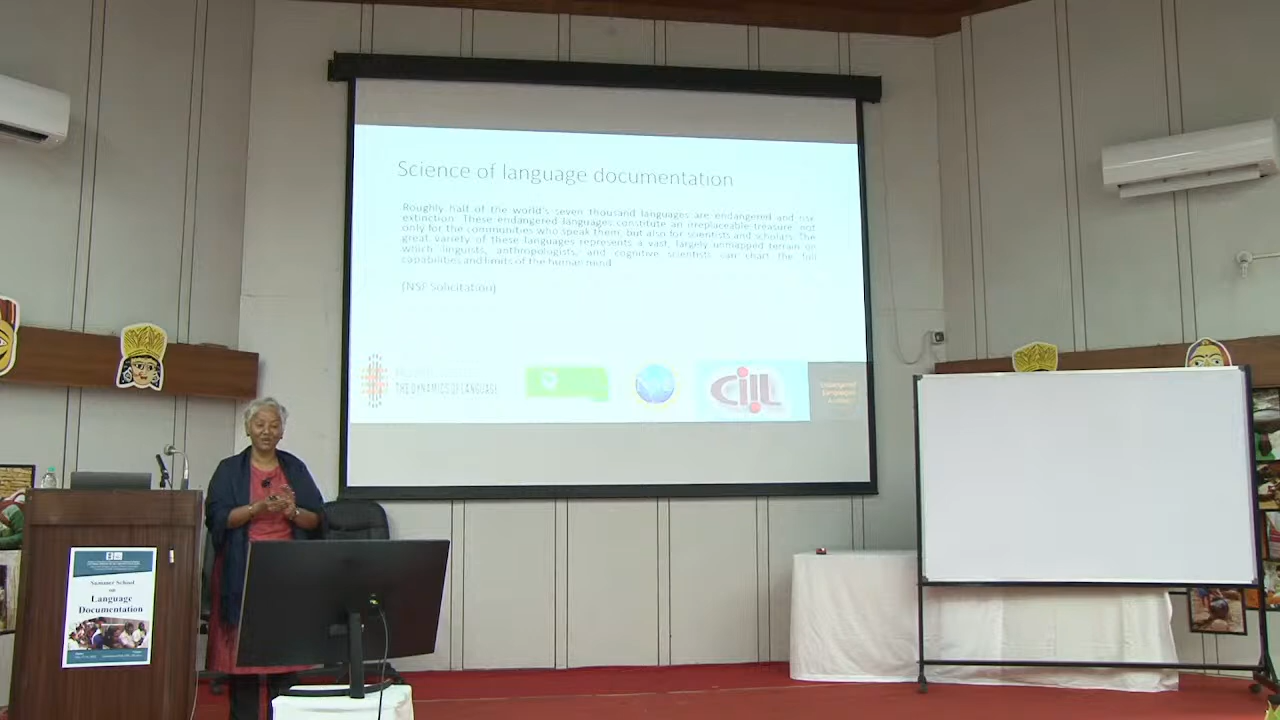 Science of language documentation
Roughly half of the world's seven thousand languages are endangered and risk
extinction. These endangered languages constitute an irreplaceable treasure, not
only for the communities who speak them, but also for scientists and scholars. The
great variety of these languages represents a vast, largely unmapped terrain on
which linguists, anthropologists, and cognitive scientists can chart the full
capabilities and limits of the human mind.
(NSF Solicitation)
THE DYNAMICS OF LANGUAGE
CIIL
Endangered
Languages
Summer School
on
Language
Documentation